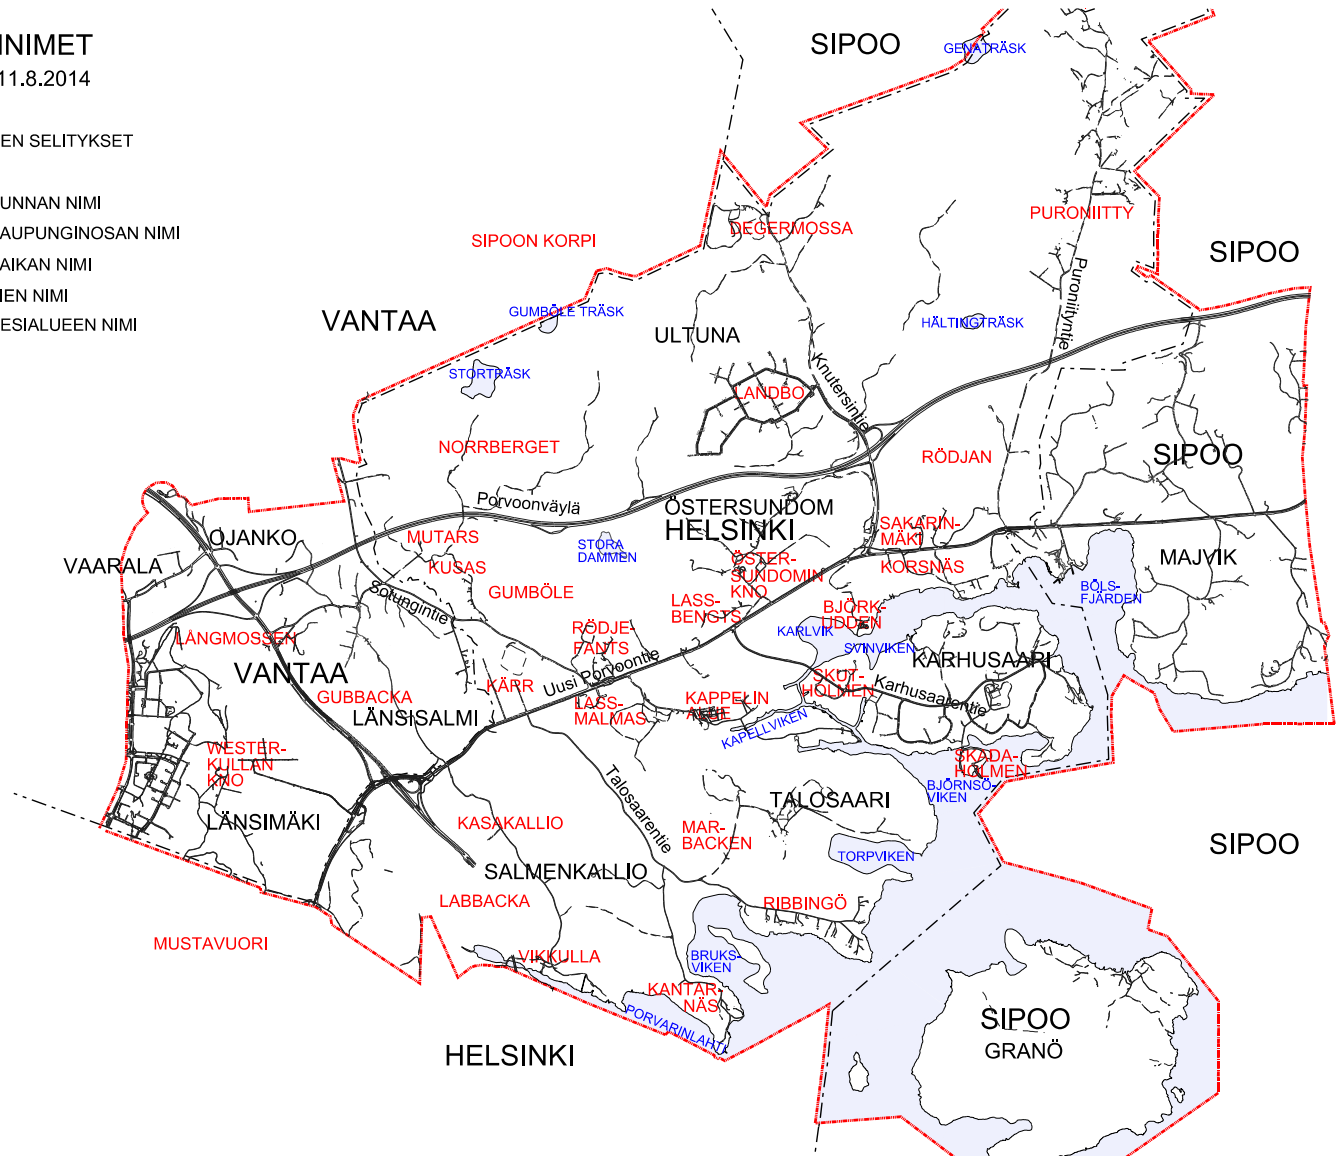 INIMET
11.8.2014
EN SELITYKSET
UNNAN NIMI
AUPUNGINOSAN NIMI
AIKAN NIMI
IEN NIMI
ESIALUEEN NIMI
SIPOO
GENATRÄSK
PURONIITTY
DEGERMOSSA
SIPOON KORPI
SIPOO
Puroniityntie
GUMBÖLE TRÄSK
VANTAA
HÄLTINGTRÄSK
ULTUNA
STORTRÄSK
Knutersintie
LANDBO
NORRBERGET
RÖDJAN
SIPOO
Porvoonväylä
ÖSTERSUNDOM
HELSINKI
SAKARIN-
MÄKI
OJANKO
MUTARS
STORA
DAMMEN
VAARALA
KUSAS
ÖSTER-
SUNDOMIN
KNO
KORSNÄS
MAJVIK
Sotungintie
GUMBÖLE
LASS-
BENGTS
BJÖRK-
UDDEN
BOLS-
FJÄRDEN
LÅNGMOSSEN
RÖDJE-
FANTS
KARLVIK
SVINVIKEN
VANTAA
KARHUSAARI
GUBBACKA
KÄRR
Uusi Porvoontie
SKUT-
HOLMEN
Karhusaarentie
LÄNSISALMI
LASS-
MALMAS
KAPPELIN
ALUE
KAPELLVIKEN
WESTER-
KULLAN
KNO
SKADA-
HOLMEN
BJÖRNSÖ-
VIKEN
Talosaarentie
TALOSAARI
LÄNSIMÄKI
KASAKALLIO
MAR-
BACKEN
SIPOO
TORPVIKEN
SALMENKALLIO
LABBACKA
RIBBINGÖ
MUSTAVUORI
VIKKULLA
BRUKS-
VIKEN
KANTAR-
NÄS
PORVARINLAHTI
SIPOO
GRANÖ
HELSINKI